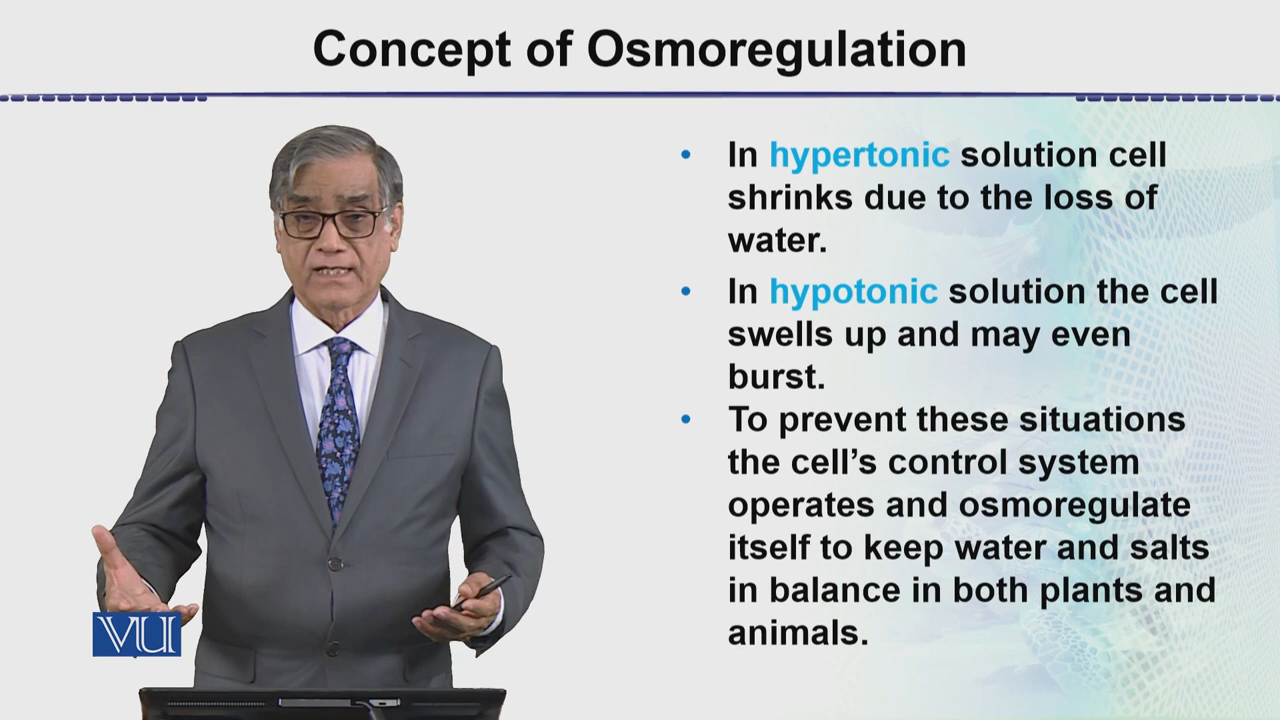 Concept of Osmoregulation
• In hypertonic solution cell
shrinks due to the loss of
water.
• In hypotonic solution the cell
swells up and may even
burst.
• To prevent these situations
the cell’s control system
operates and osmoregulate
itself to keep water and salts
in balance in both plants and
animals.
VU